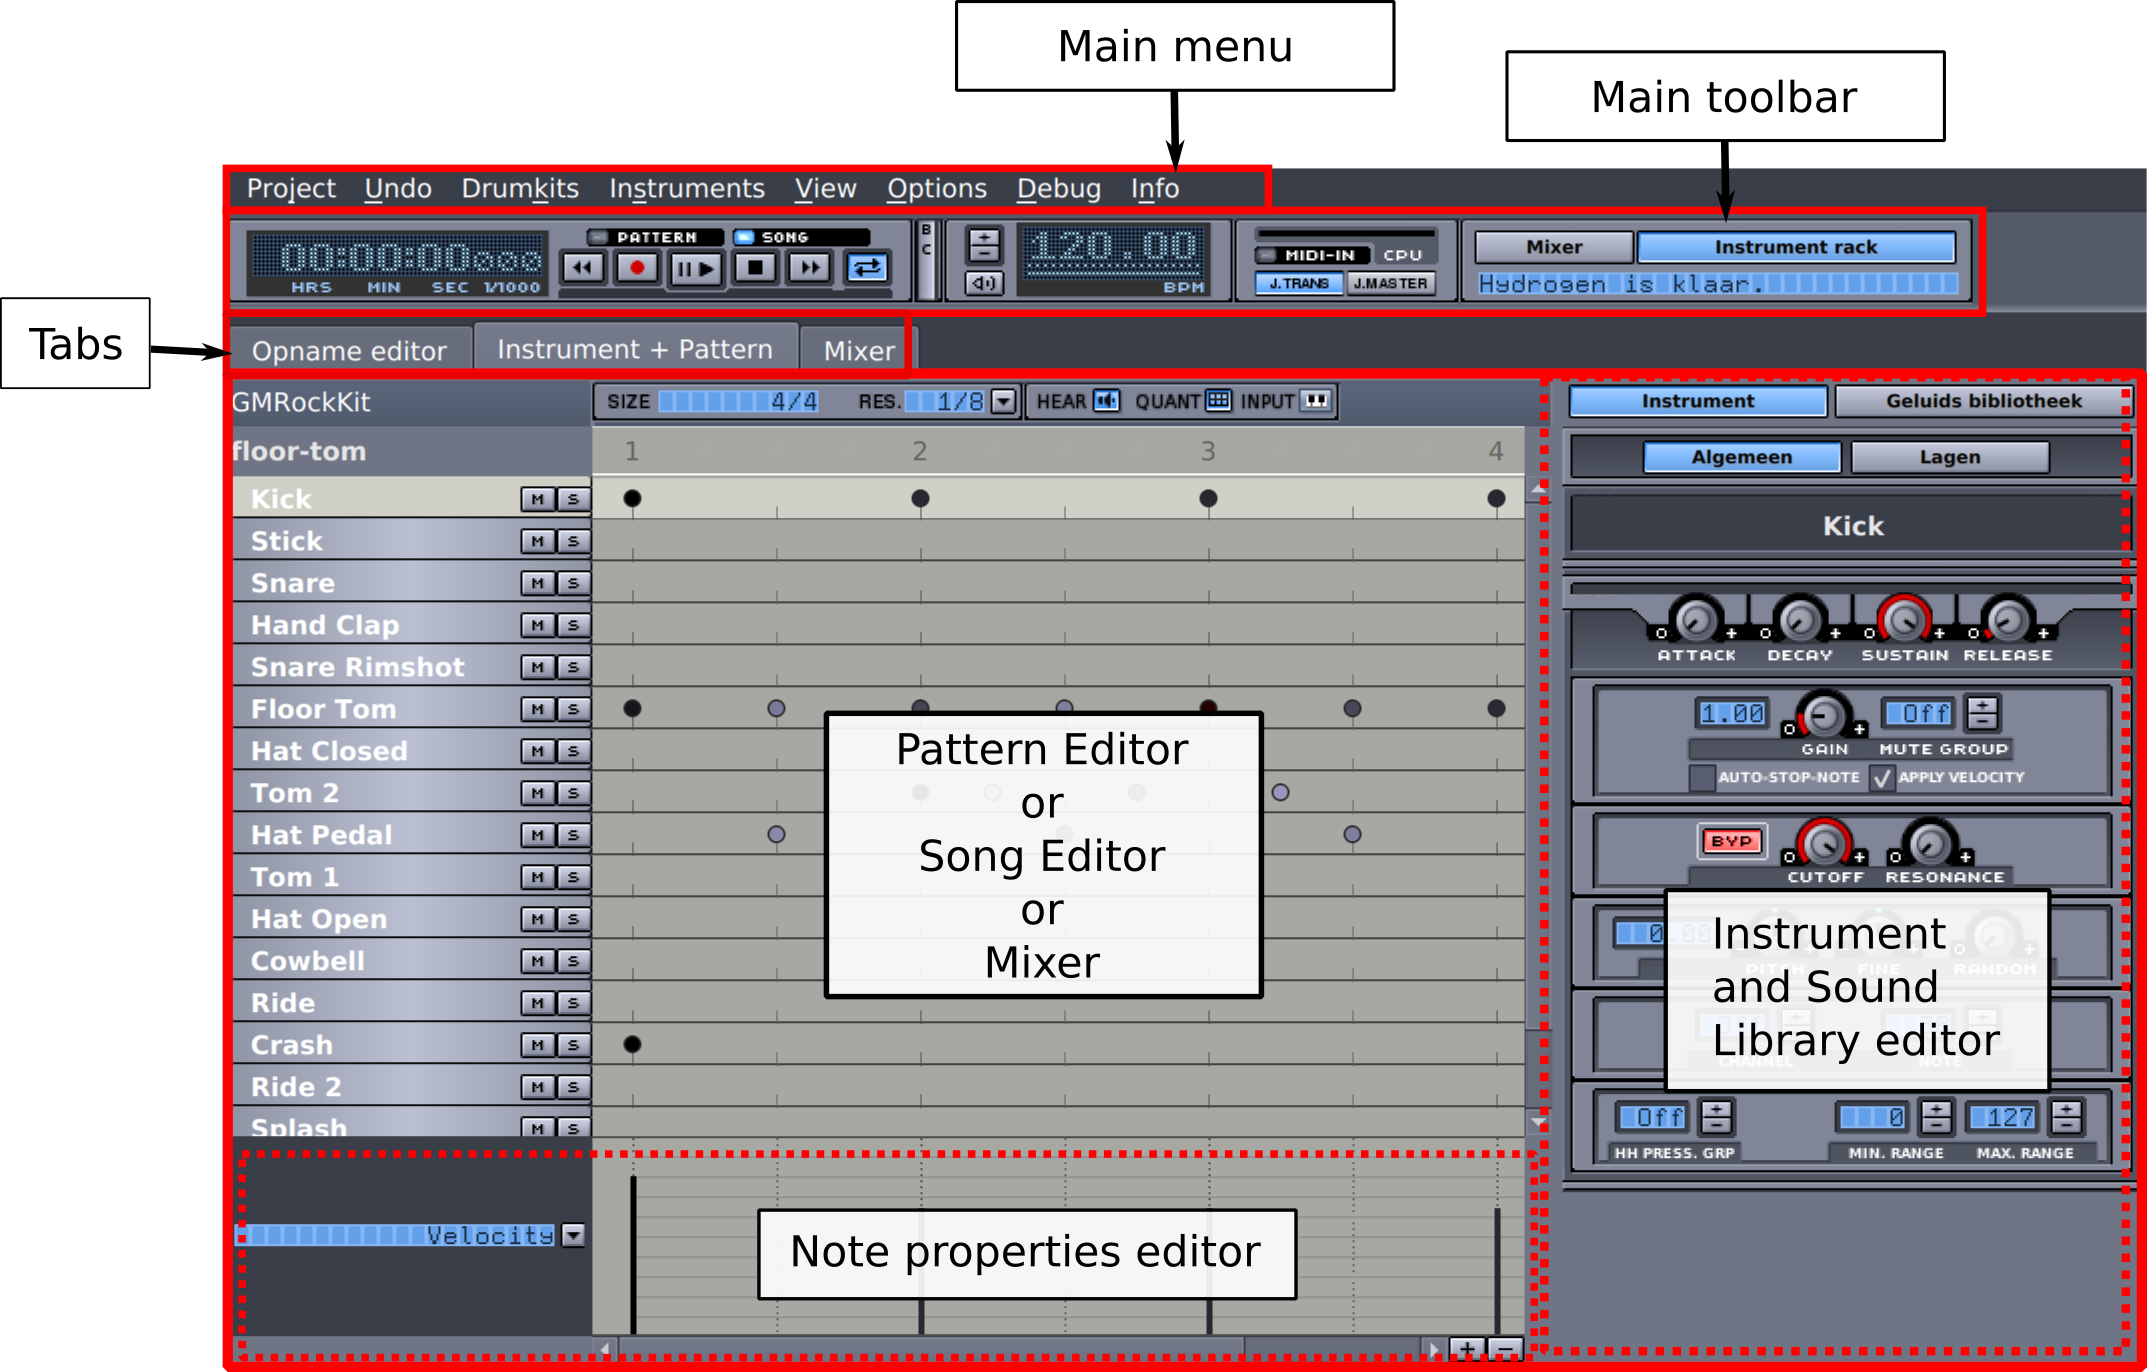 Main menu
Main toolbar
Project Undo Drumkits Instruments View Options Debug Info
PATTERN SONG
00:00:00000
HRS MIN SEC 1/1000
B
C
120.00
BPM
MIDI-IN CPU
J.TRANS J.MASTER
Mixer Instrument rack
Hydrogen is klaar.
Tabs
Opname editor Instrument + Pattern Mixer
GMRockKit
SIZE 4/4 RES. 1/8 HEAR QUANT INPUT
Instrument Geluids bibliotheek
floor-tom
1 2 3 4
Algemeen Lagen
Kick M S
Kick
Stick M S
Snare M S
Hand Clap M S
Snare Rimshot M S
ATTACK DECAY SUSTAIN RELEASE
Floor Tom M S
1.00 Off
GAIN MUTE GROUP
AUTO-STOP-NOTE APPLY VELOCITY
Hat Closed M S
Tom 2 M S
Hat Pedal M S
BYP
CUTOFF RESONANCE
Tom 1 M S
Hat Open M S
Cowbell M S
Ride M S
Crash M S
Ride 2 M S
Splash M S
Pattern Editor
or
Song Editor
or
Mixer
0.00
PITCH FINE RANDOM
Instrument
and Sound
Library editor
Off 0 127
HH PRESS. GRP MIN. RANGE MAX. RANGE
Velocity
Note properties editor